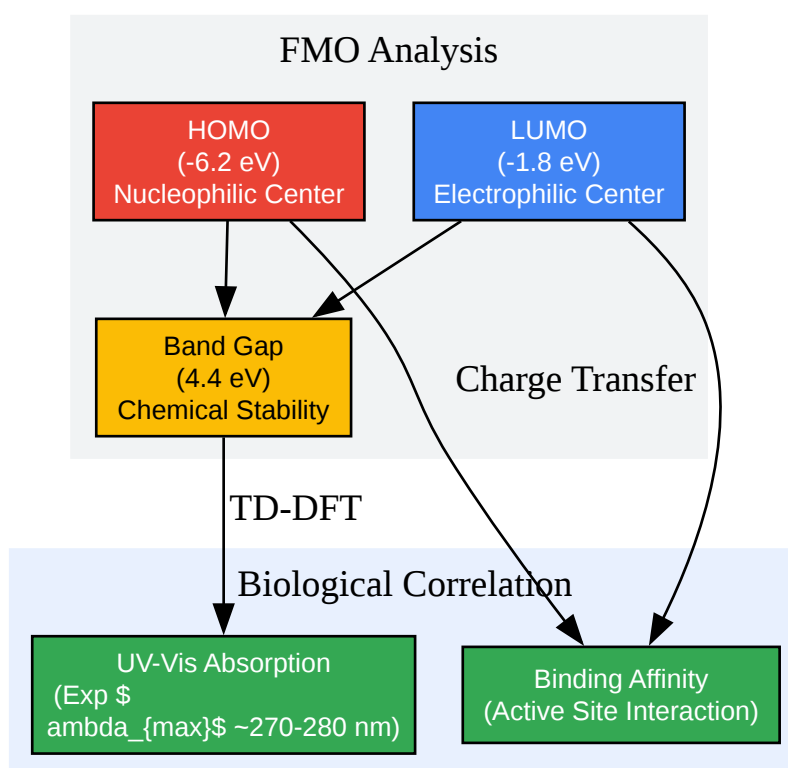 FMO Analysis
HOMO
(-6.2 eV)
Nucleophilic Center
LUMO
(-1.8 eV)
Electrophilic Center
Band Gap
(4.4 eV)
Chemical Stability
Charge Transfer
TD-DFT
Biological Correlation
UV-Vis Absorption
(Exp $
ambda_{max}$ ~270-280 nm)
Binding Affinity
(Active Site Interaction)